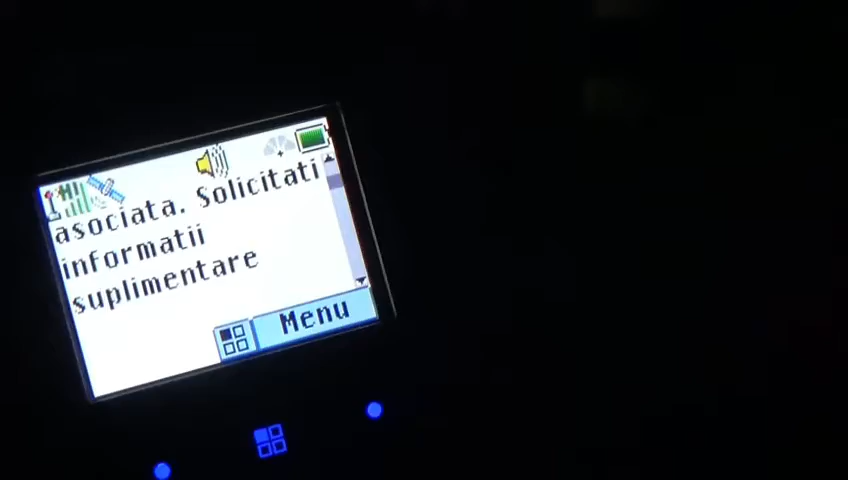 asociata. Solicitati
informatii
suplimentare
Menu